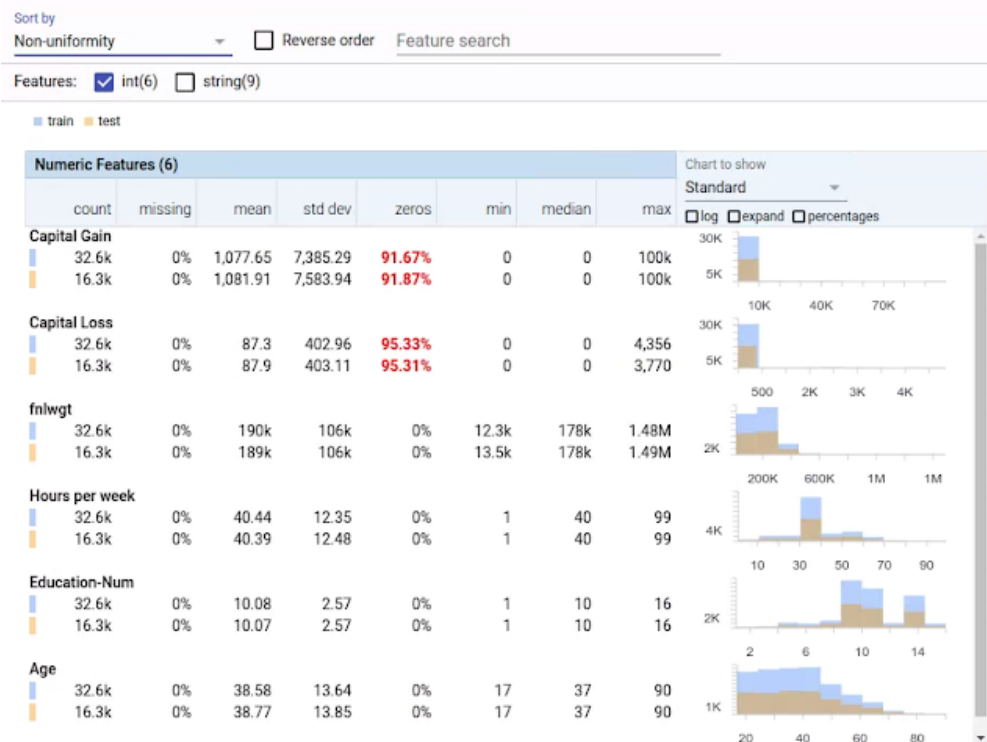 Sort by
Non-uniformity Reverse order Feature search
Features: int(6) string(9)
train test
Numeric Features (6) Chart to show
Standard
count missing mean std dev zeros min median max log expand percentages
Capital Gain 30K
32.6k 0% 1,077.65 7,385.29 91.67% 0 0 100k
16.3k 0% 1,081.91 7,583.94 91.87% 0 0 100k 5K
10K 40K 70K
Capital Loss 30K
32.6k 0% 87.3 402.96 95.33% 0 0 4,356
16.3k 0% 87.9 403.11 95.31% 0 0 3,770 5K
500 2K 3K 4K
fnlwgt
32.6k 0% 190k 106k 0% 12.3k 178k 1.48M
16.3k 0% 189k 106k 0% 13.5k 178k 1.49M 2K
200K 600K 1M 1M
Hours per week
32.6k 0% 40.44 12.35 0% 1 40 99
16.3k 0% 40.39 12.48 0% 1 40 99 4K
10 30 50 70 90
Education-Num
32.6k 0% 10.08 2.57 0% 1 10 16
16.3k 0% 10.07 2.57 0% 1 10 16 2K
2 6 10 14
Age
32.6k 0% 38.58 13.64 0% 17 37 90
16.3k 0% 38.77 13.85 0% 17 37 90 1K
20 40 60 80